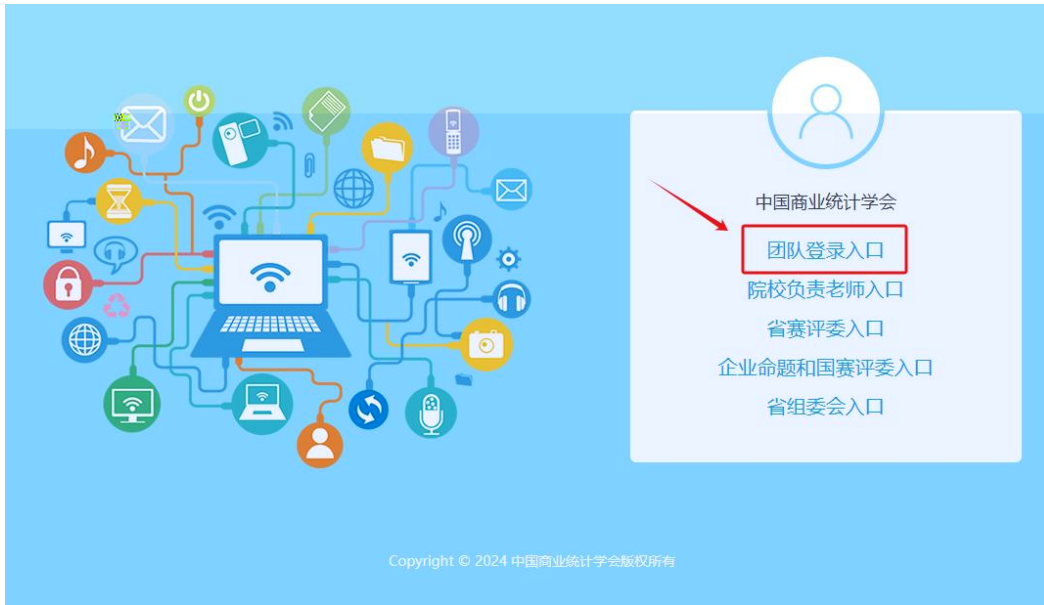 中国商业统计学会
团队登录入口
院校负责老师入口
省赛评委入口
企业命题和国赛评委入口
省组委会入口
Copyright © 2024 中国商业统计学会版权所有